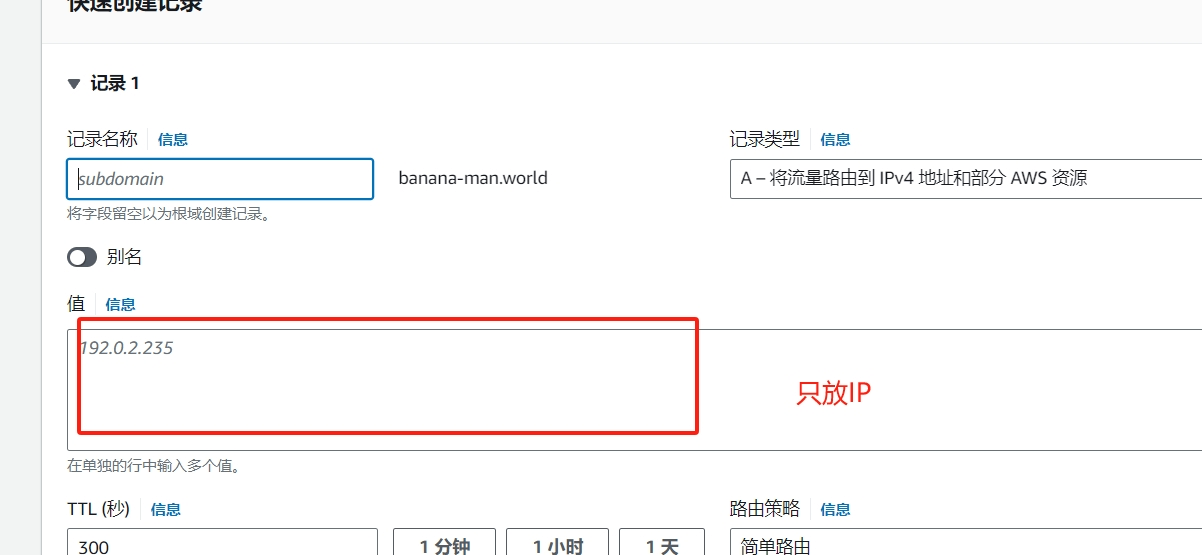 快速创建记录
记录 1
记录名称 信息
记录类型 信息
subdomain
banana-man.world
A – 将流量路由到 IPv4 地址和部分 AWS 资源
将字段留空以为根域创建记录。
别名
值 信息
192.0.2.235
只放IP
在单独的行中输入多个值。
TTL (秒) 信息
路由策略 信息
300
1 分钟
1 小时
1 天
简单路由